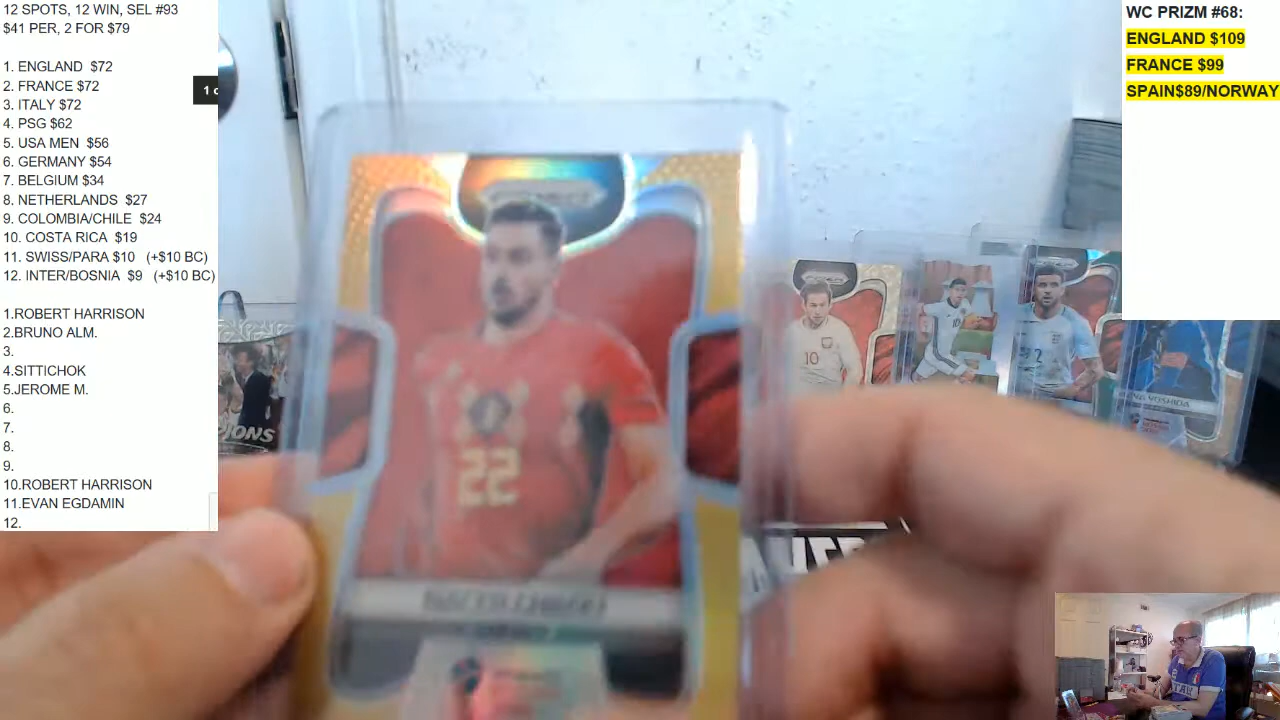 12 SPOTS, 12 WIN, SEL #93
$41 PER, 2 FOR $79
1. ENGLAND $72
2. FRANCE $72
3. ITALY $72
4. PSG $62
5. USA MEN $56
6. GERMANY $54
7. BELGIUM $34
8. NETHERLANDS $27
9. COLOMBIA/CHILE $24
10. COSTA RICA $19
11. SWISS/PARA $10 (+$10 BC)
12. INTER/BOSNIA $9 (+$10 BC)
1.ROBERT HARRISON
2.BRUNO ALM.
3.
4.SITTICHOK
5.JEROME M.
6.
7.
8.
9.
10.ROBERT HARRISON
11.EVAN EGDAMIN
12.
WC PRIZM #68:
ENGLAND $109
FRANCE $99
SPAIN$89/NORWAY
22
10
10
2
YOSHIDA